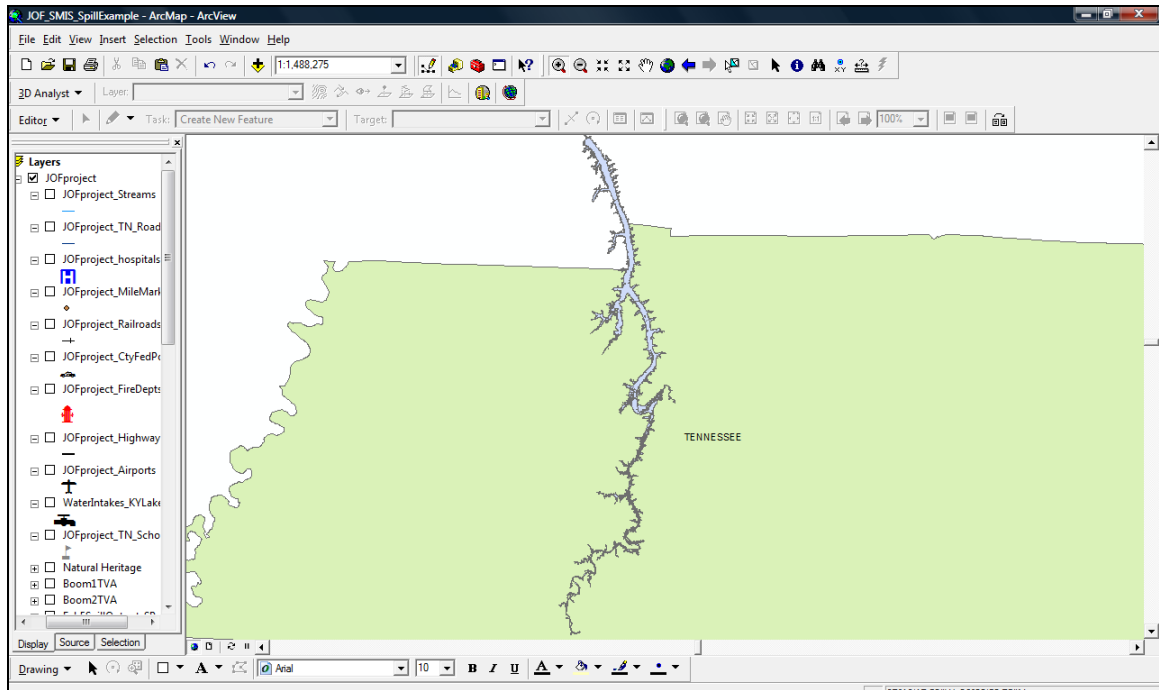 JOF_SMIS_SpillExample - ArcMap - ArcView
File Edit View Insert Selection Tools Window Help
1:1,488,275
3D Analyst Layer:
Editor Task: Create New Feature Target: 100%
Layers
JOFproject
JOFproject_Streams
JOFproject_TN_Road
JOFproject_hospitals
H
JOFproject_MileMark
JOFproject_Railroads
JOFproject_CtyFedPo
JOFproject_FireDepts
JOFproject_Highway
JOFproject_Airports
WaterIntakes_KYLake
JOFproject_TN_Scho
Natural Heritage
Boom1TVA
Boom2TVA
TENNESSEE
Display Source Selection
Drawing A Arial 10 B I U A